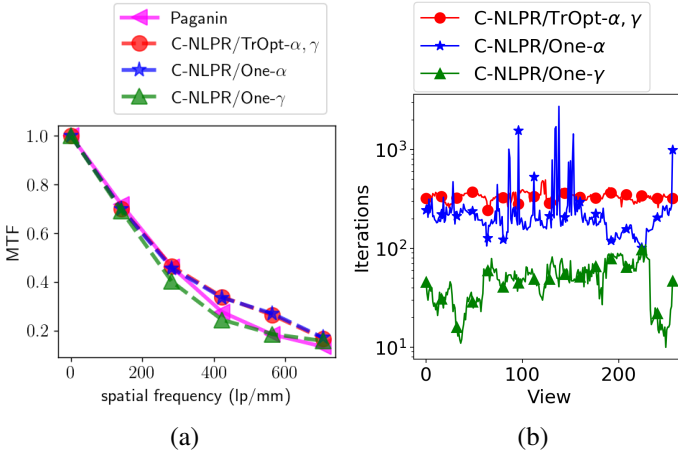 Paganin
C-NLPR/TrOpt-α, γ
C-NLPR/One-α
C-NLPR/One-γ
1.0
0.8
0.6
0.4
0.2
MTF
0 200 400 600
spatial frequency (lp/mm)
(a)
C-NLPR/TrOpt-α, γ
C-NLPR/One-α
C-NLPR/One-γ
10³
10²
10¹
Iterations
0 100 200
View
(b)